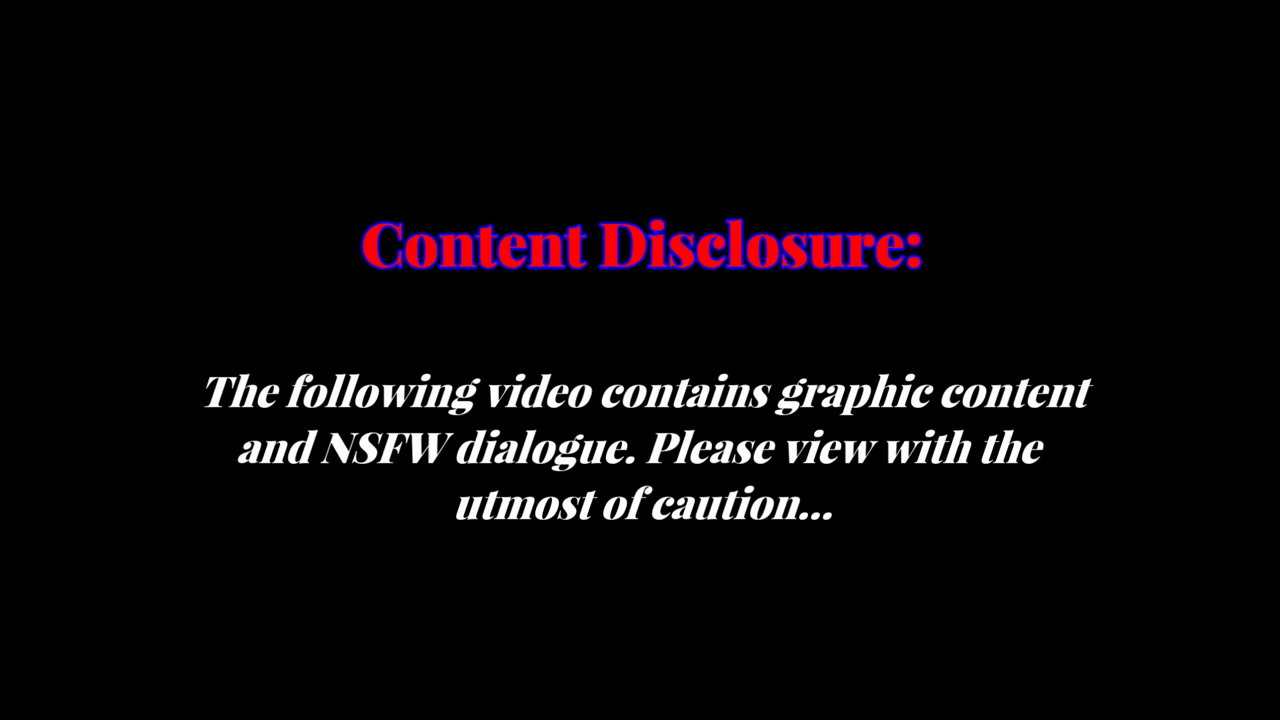 Content Disclosure:
The following video contains graphic content
and NSFW dialogue. Please view with the
utmost of caution...